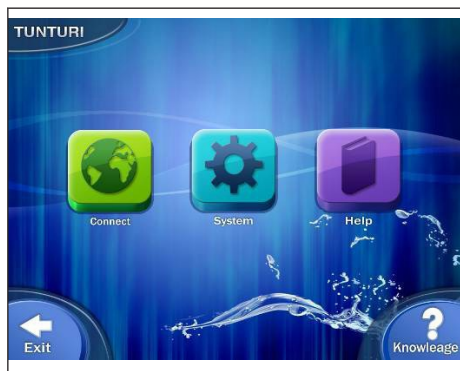 TUNTURI
Connect
System
Help
Exit
Knowleage